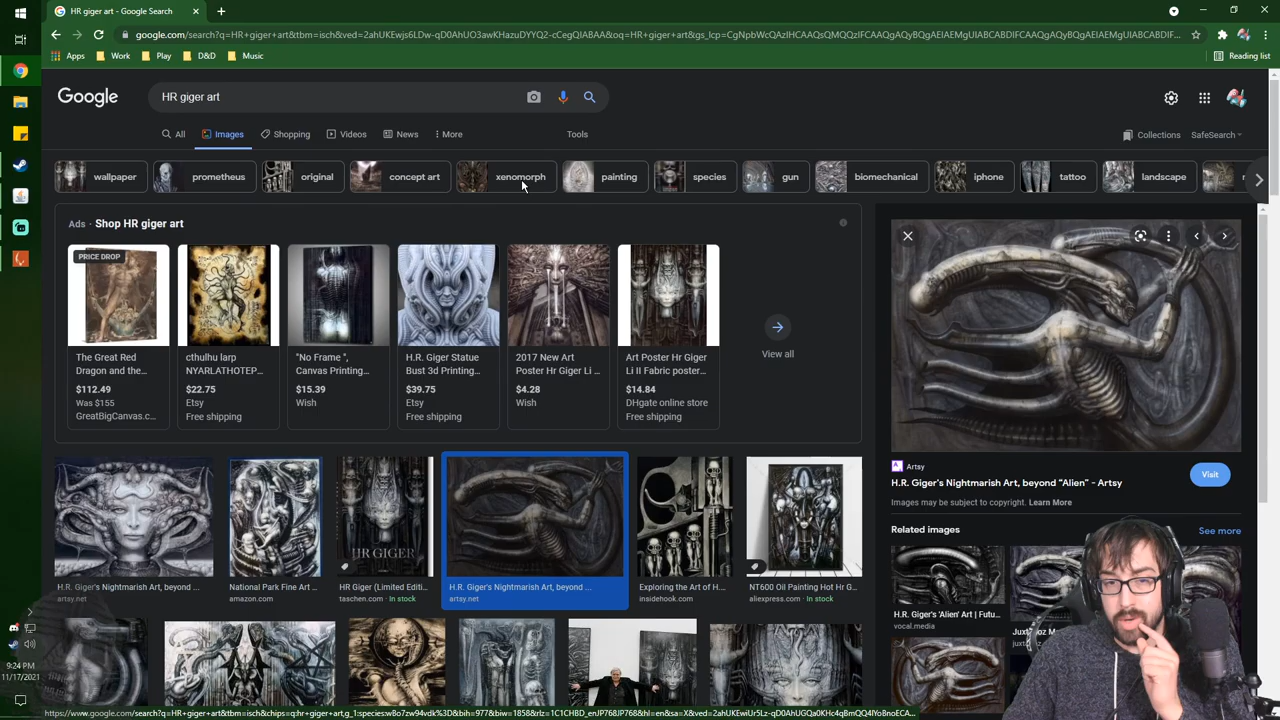 HR giger art - Google Search
google.com/search?q=HR+giger+art&tbm=isch&ved=2ahUKEwjs6LDw-qD0AhUO3awKHazuDYYQ2-cCegQIABAA&oq=HR+giger+art&gs_lcp=CgNpbWcQAzIHCAAQsQMQQzIFCAAQgAQyBQgAEIAEMgUIABCABDIFCAAQgAQyBQgAEIAEMgUIABCABDIFCAAQgAQyBQgAEIAEMgUIABCABDIFC...
Apps Work Play D&D Music Reading list
Google HR giger art
All Images Shopping Videos News More Tools Collections SafeSearch
wallpaper prometheus original concept art xenomorph painting species gun biomechanical iphone tattoo landscape
Ads · Shop HR giger art
PRICE DROP
The Great Red
Dragon and the...
$112.49
Was $155
GreatBigCanvas.c...
cthulhu larp
NYARLATHOTEP...
$22.75
Etsy
Free shipping
"No Frame ",
Canvas Printing...
$15.39
Wish
H.R. Giger Statue
Bust 3d Printing...
$39.75
Etsy
Free shipping
2017 New Art
Poster Hr Giger Li ...
$4.28
Wish
Art Poster Hr Giger
Li II Fabric poster...
$14.84
DHgate online store
Free shipping
View all
Artsy
Visit
H.R. Giger's Nightmarish Art, beyond “Alien” - Artsy
Images may be subject to copyright. Learn More
Related images See more
HR GIGER
H.R. Giger's Nightmarish Art, beyond ...
artsy.net
National Park Fine Art ...
amazon.com
HR Giger (Limited Editi...
taschen.com · In stock
H.R. Giger's Nightmarish Art, beyond ...
artsy.net
Exploring the Art of H...
insidehook.com
NT600 Oil Painting Hot Hr G...
aliexpress.com · In stock
H.R. Giger's 'Alien' Art | Futu...
vocal.media
9:24 PM
11/17/2021